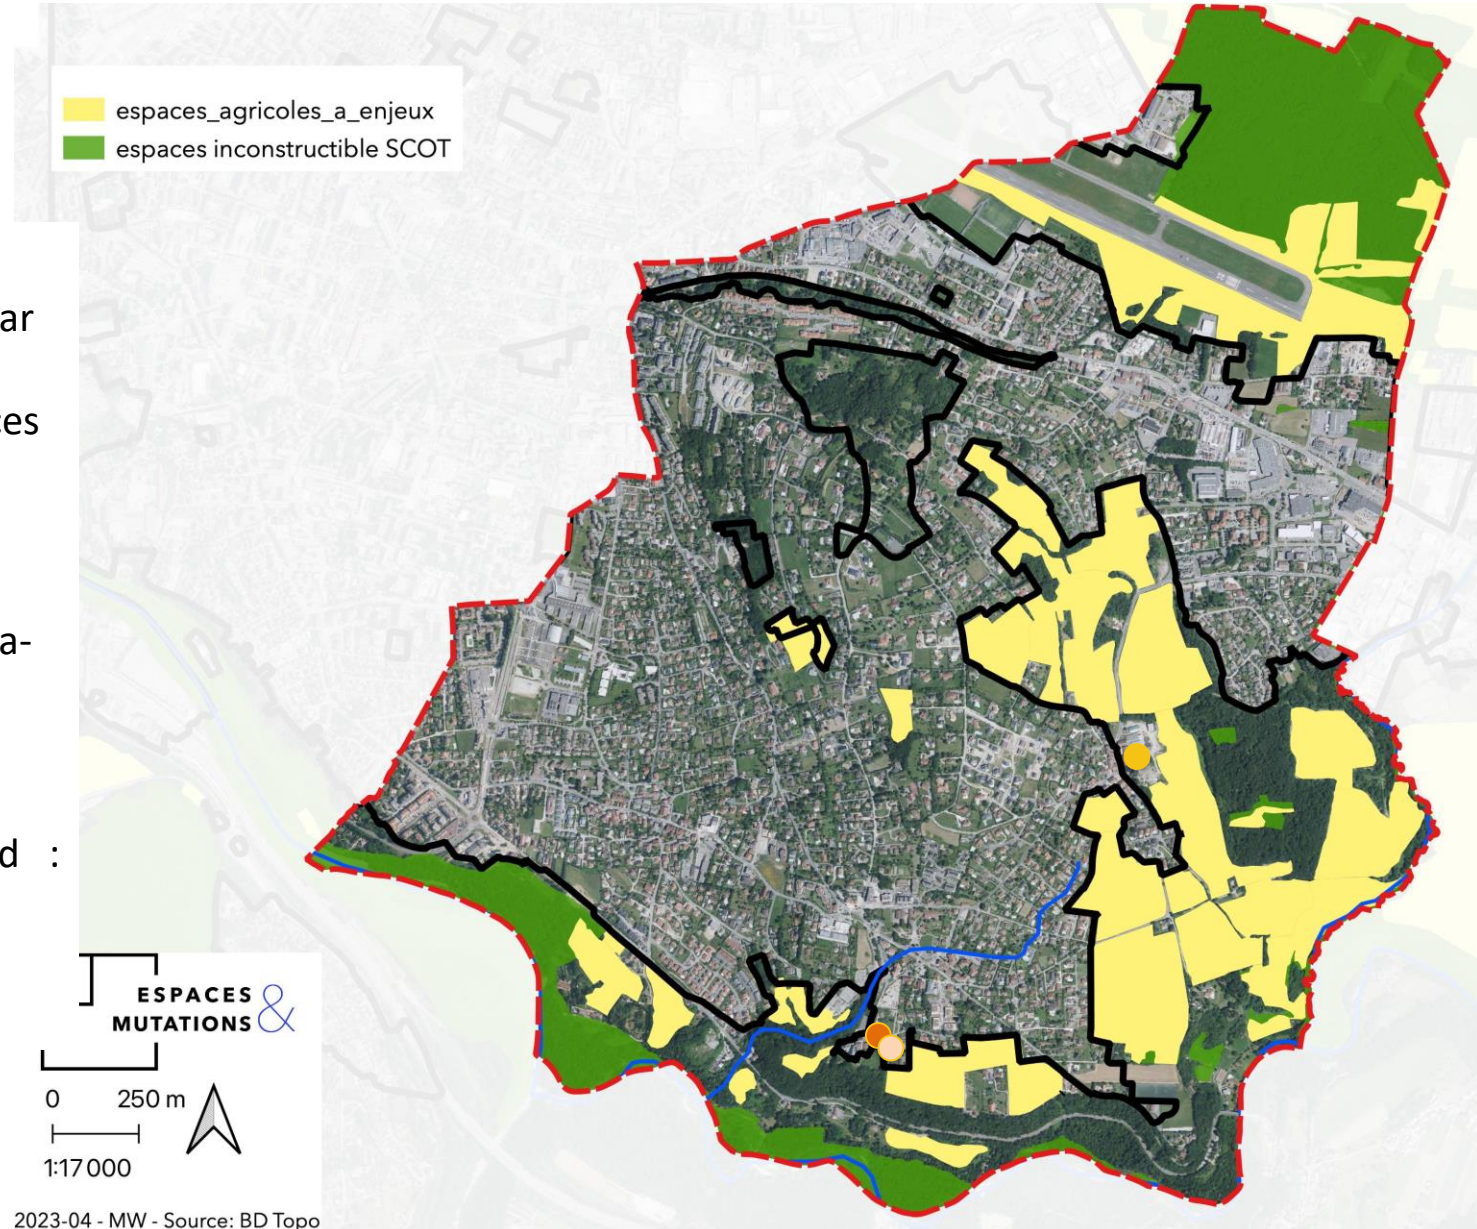 espaces_agricoles_a_enjeux
espaces inconstructible SCOT
ar
es
a-
d :
ESPACES &
MUTATIONS
0 250 m
1:17 000
2023-04 - MW - Source: BD Topo